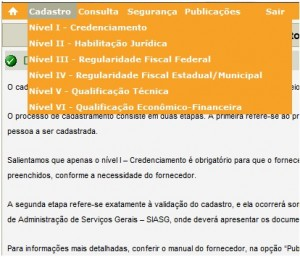 Cadastro Consulta Segurança Publicações Sair
Nível I - Credenciamento
Nível II - Habilitação Jurídica
Nível III - Regularidade Fiscal Federal
Nível IV - Regularidade Fiscal Estadual/Municipal
Nível V - Qualificação Técnica
Nível VI - Qualificação Econômico-Financeira
O cad
O processo de cadastramento consiste em duas etapas. A primeira refere-se ao pr
pessoa a ser cadastrada.
Salientamos que apenas o nível I – Credenciamento é obrigatório para que o fornece
preenchidos, conforme a necessidade do fornecedor.
A segunda etapa refere-se exatamente à validação do cadastro, e ela ocorrerá som
de Administração de Serviços Gerais – SIASG, onde deverá apresentar os docume
Para informações mais detalhadas, conferir o manual do fornecedor, na opção “Pub